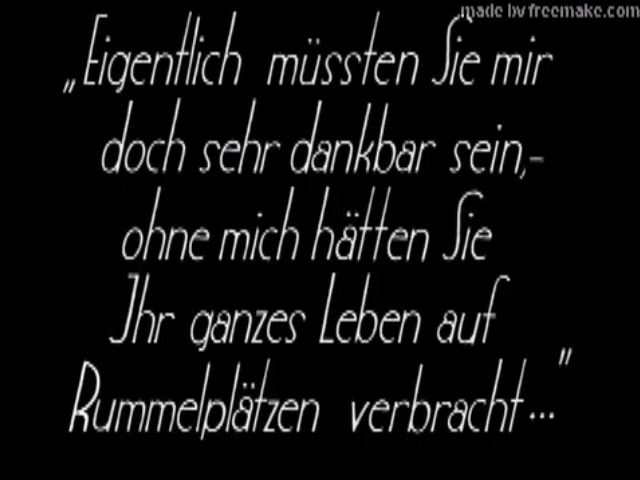 made by freemake.com
„Eigentlich müssten Sie mir
doch sehr dankbar sein,-
ohne mich hätten Sie
Ihr ganzes Leben auf
Rummelplätzen verbracht..."